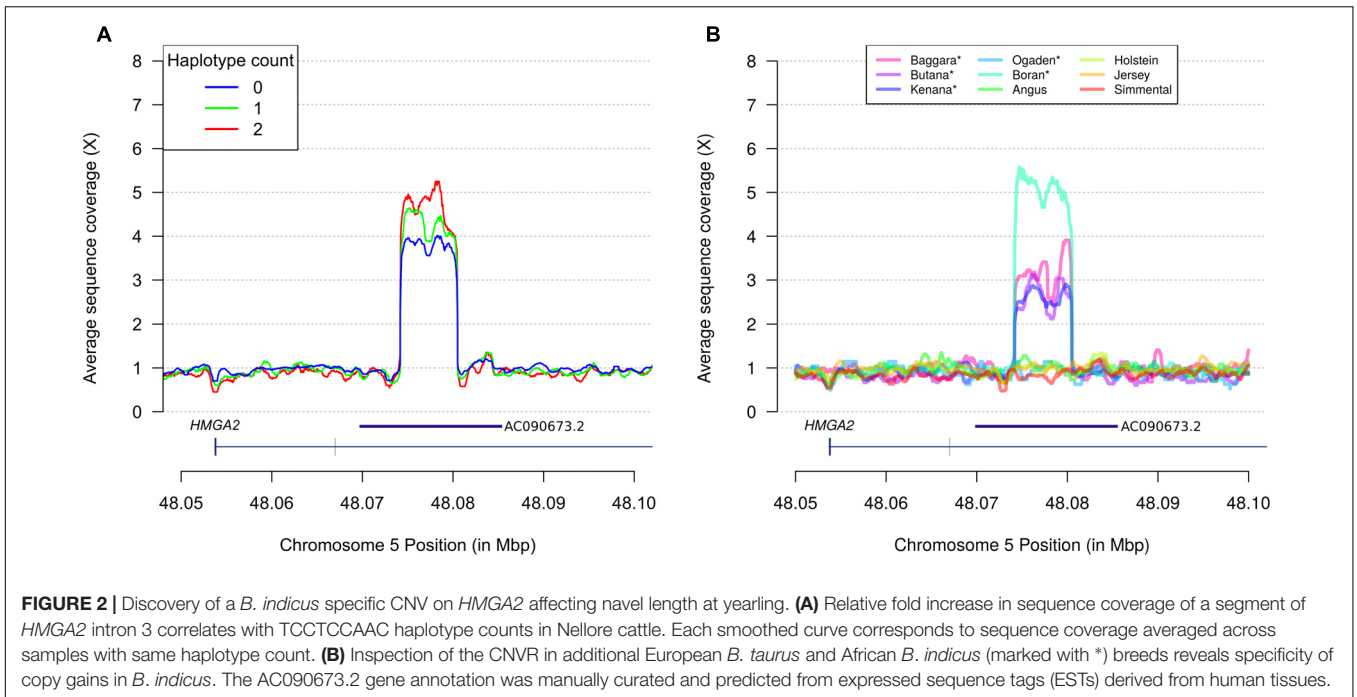 A
Haplotype count
0
1
2
Average sequence coverage (X)
8
7
6
5
4
3
2
1
0
HMGA2
AC090673.2
48.05 48.06 48.07 48.08 48.09 48.10
Chromosome 5 Position (in Mbp)
B
Baggara* Ogaden* Holstein
Butana* Boran* Jersey
Kenana* Angus Simmental
Average sequence coverage (X)
8
7
6
5
4
3
2
1
0
HMGA2
AC090673.2
48.05 48.06 48.07 48.08 48.09 48.10
Chromosome 5 Position (in Mbp)
FIGURE 2 | Discovery of a B. indicus specific CNV on HMGA2 affecting navel length at yearling. (A) Relative fold increase in sequence coverage of a segment of
HMGA2 intron 3 correlates with TCCTCCAAC haplotype counts in Nellore cattle. Each smoothed curve corresponds to sequence coverage averaged across
samples with same haplotype count. (B) Inspection of the CNVR in additional European B. taurus and African B. indicus (marked with *) breeds reveals specificity of
copy gains in B. indicus. The AC090673.2 gene annotation was manually curated and predicted from expressed sequence tags (ESTs) derived from human tissues.